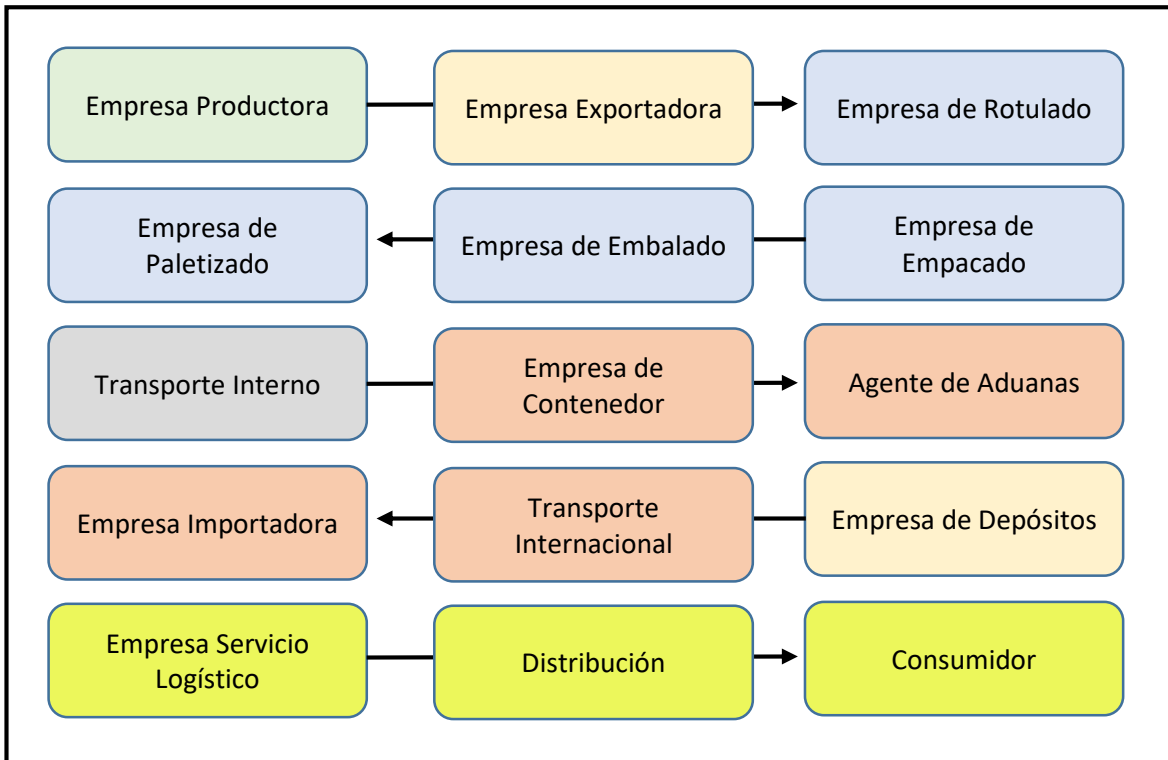 Empresa Productora
Empresa Exportadora
Empresa de Rotulado
Empresa de
Paletizado
Empresa de Embalado
Empresa de
Empacado
Transporte Interno
Empresa de
Contenedor
Agente de Aduanas
Empresa Importadora
Transporte
Internacional
Empresa de Depósitos
Empresa Servicio
Logístico
Distribución
Consumidor